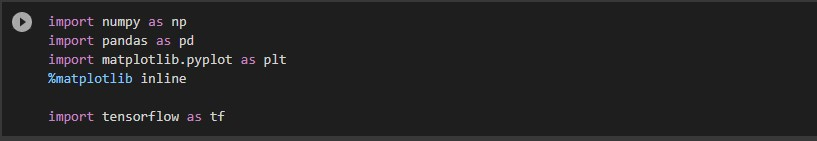 import numpy as np
import pandas as pd
import matplotlib.pyplot as plt
%matplotlib inline
import tensorflow as tf